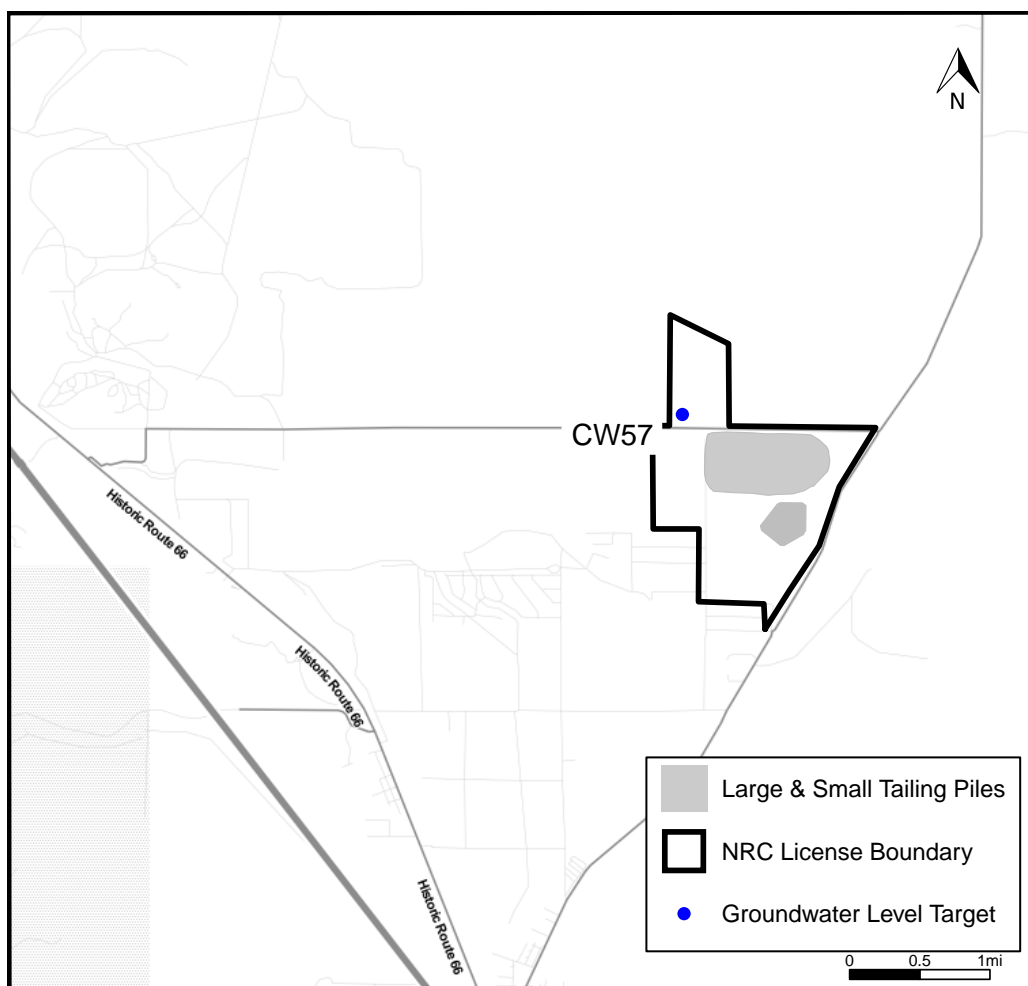 N
CW57
Historic Route 66
Historic Route 66
Historic Route 66
Large & Small Tailing Piles
NRC License Boundary
Groundwater Level Target
0 0.5 1mi